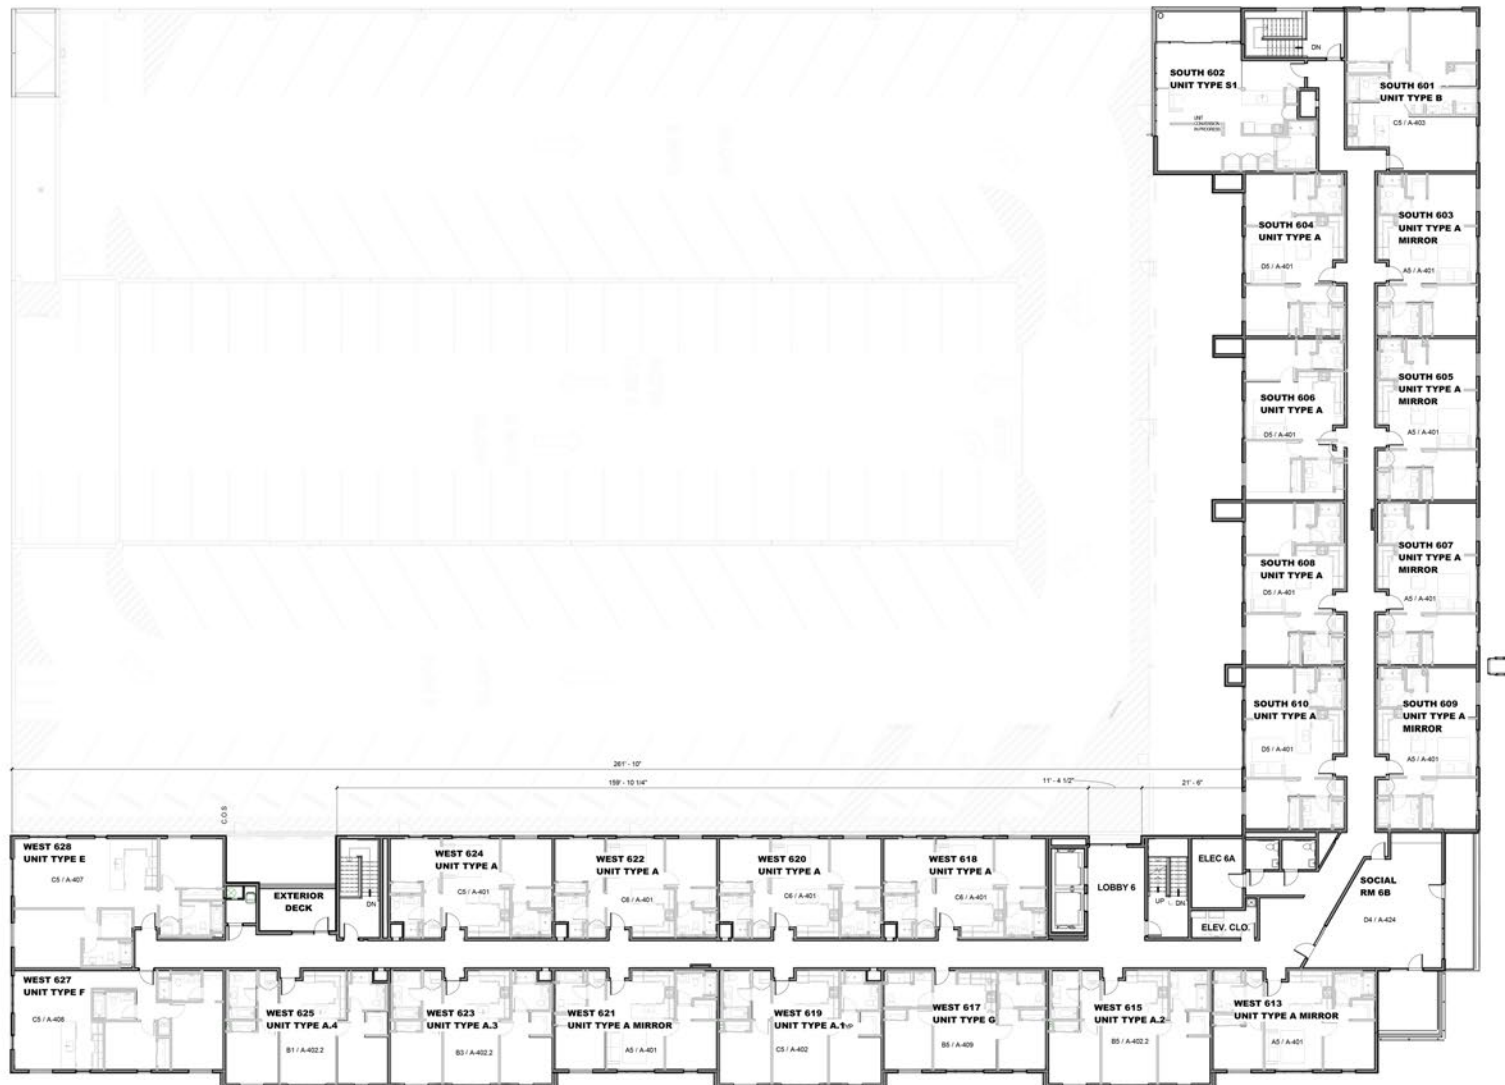 SOUTH 602
UNIT TYPE S1
UNIT
CONVERSION
IN PROGRESS
DN
SOUTH 601
UNIT TYPE B
C5 / A-403
SOUTH 604
UNIT TYPE A
D5 / A-401
SOUTH 603
UNIT TYPE A
MIRROR
A5 / A-401
SOUTH 606
UNIT TYPE A
D5 / A-401
SOUTH 605
UNIT TYPE A
MIRROR
A5 / A-401
SOUTH 608
UNIT TYPE A
D5 / A-401
SOUTH 607
UNIT TYPE A
MIRROR
A5 / A-401
SOUTH 610
UNIT TYPE A
D5 / A-401
SOUTH 609
UNIT TYPE A
MIRROR
A5 / A-401
261' - 10"
159' - 10 1/4"
11' - 4 1/2"
21' - 6"
C.O.S
WEST 628
UNIT TYPE E
C5 / A-407
EXTERIOR
DECK
DN
WEST 624
UNIT TYPE A
C5 / A-401
WEST 622
UNIT TYPE A
C6 / A-401
WEST 620
UNIT TYPE A
C6 / A-401
WEST 618
UNIT TYPE A
C6 / A-401
LOBBY 6
UP
DN
ELEC 6A
ELEV. CLO.
SOCIAL
RM 6B
D4 / A-424
WEST 627
UNIT TYPE F
C5 / A-406
WEST 625
UNIT TYPE A.4
B1 / A-402.2
WEST 623
UNIT TYPE A.3
B3 / A-402.2
WEST 621
UNIT TYPE A MIRROR
A5 / A-401
WEST 619
UNIT TYPE A.1
C5 / A-402
WEST 617
UNIT TYPE G
B5 / A-409
WEST 615
UNIT TYPE A.2
B5 / A-402.2
WEST 613
UNIT TYPE A MIRROR
A5 / A-401